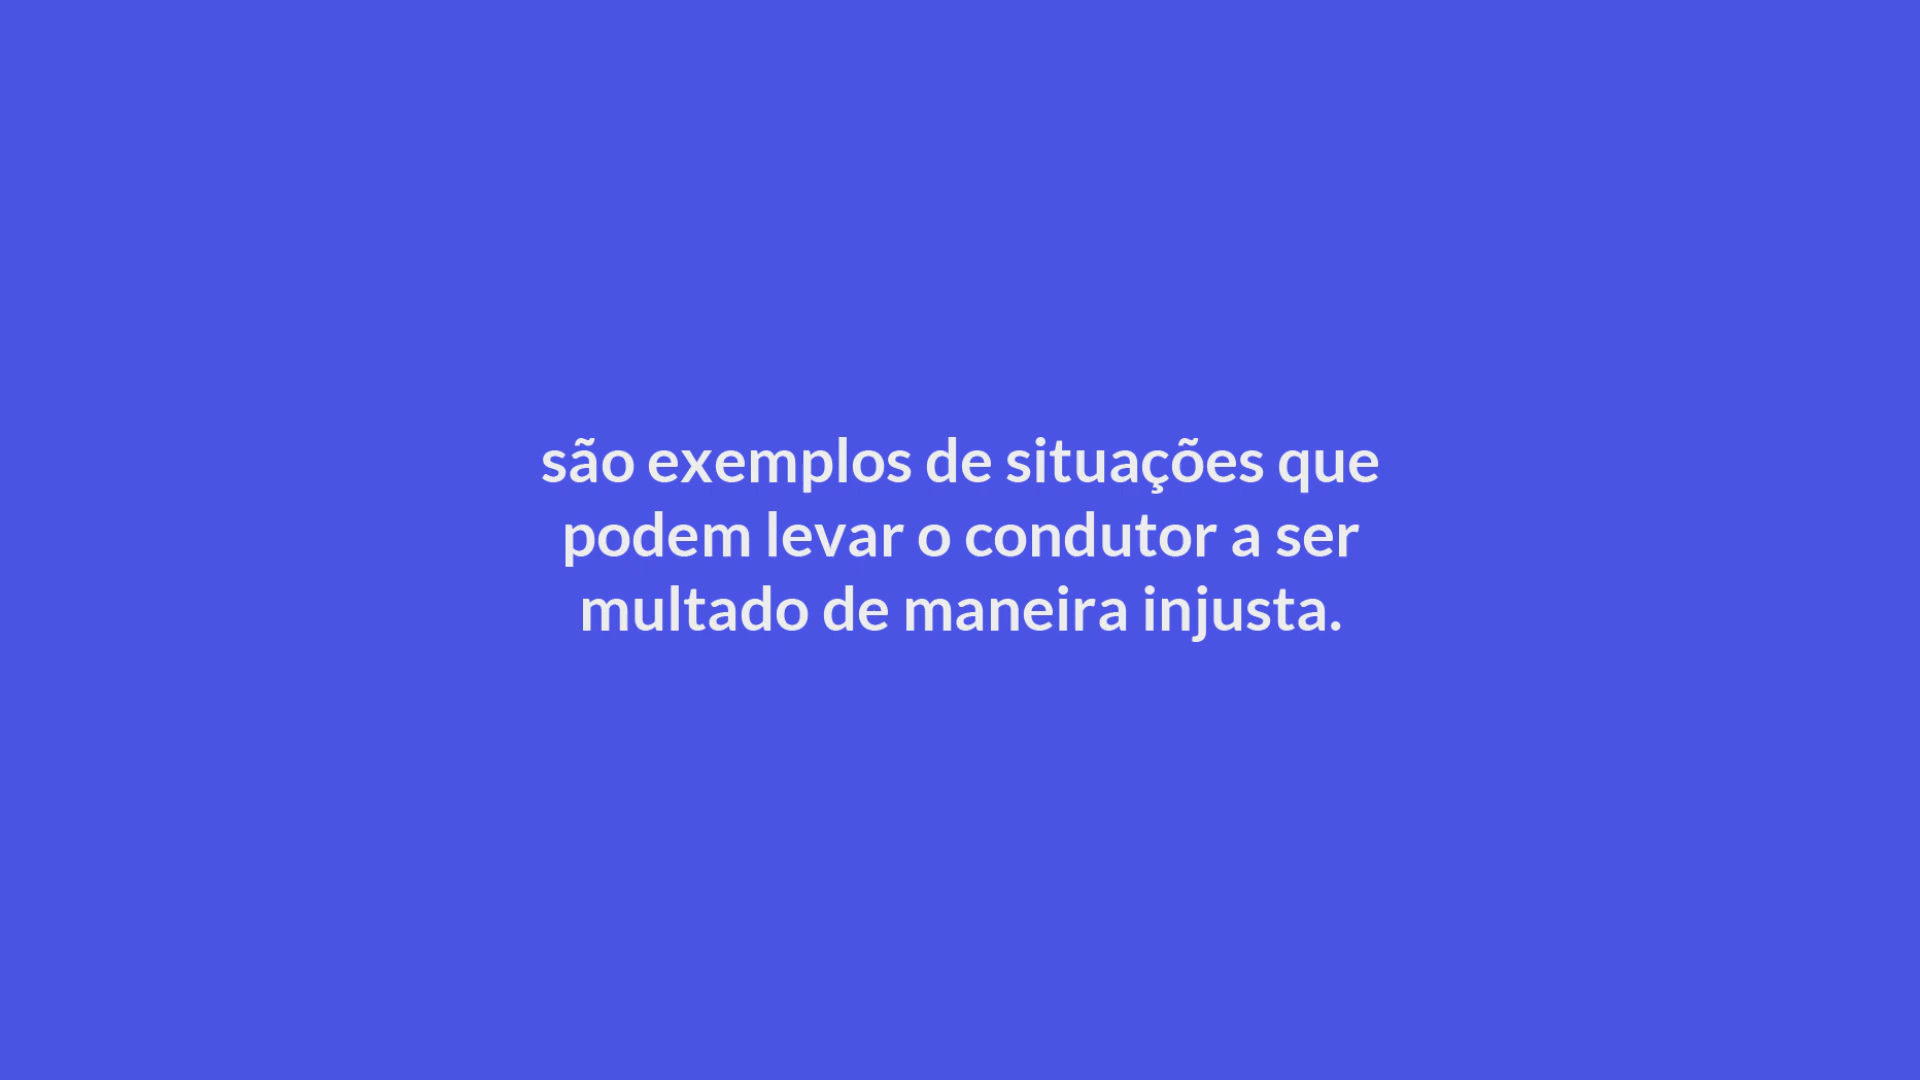 são exemplos de situações que
podem levar o condutor a ser
multado de maneira injusta.